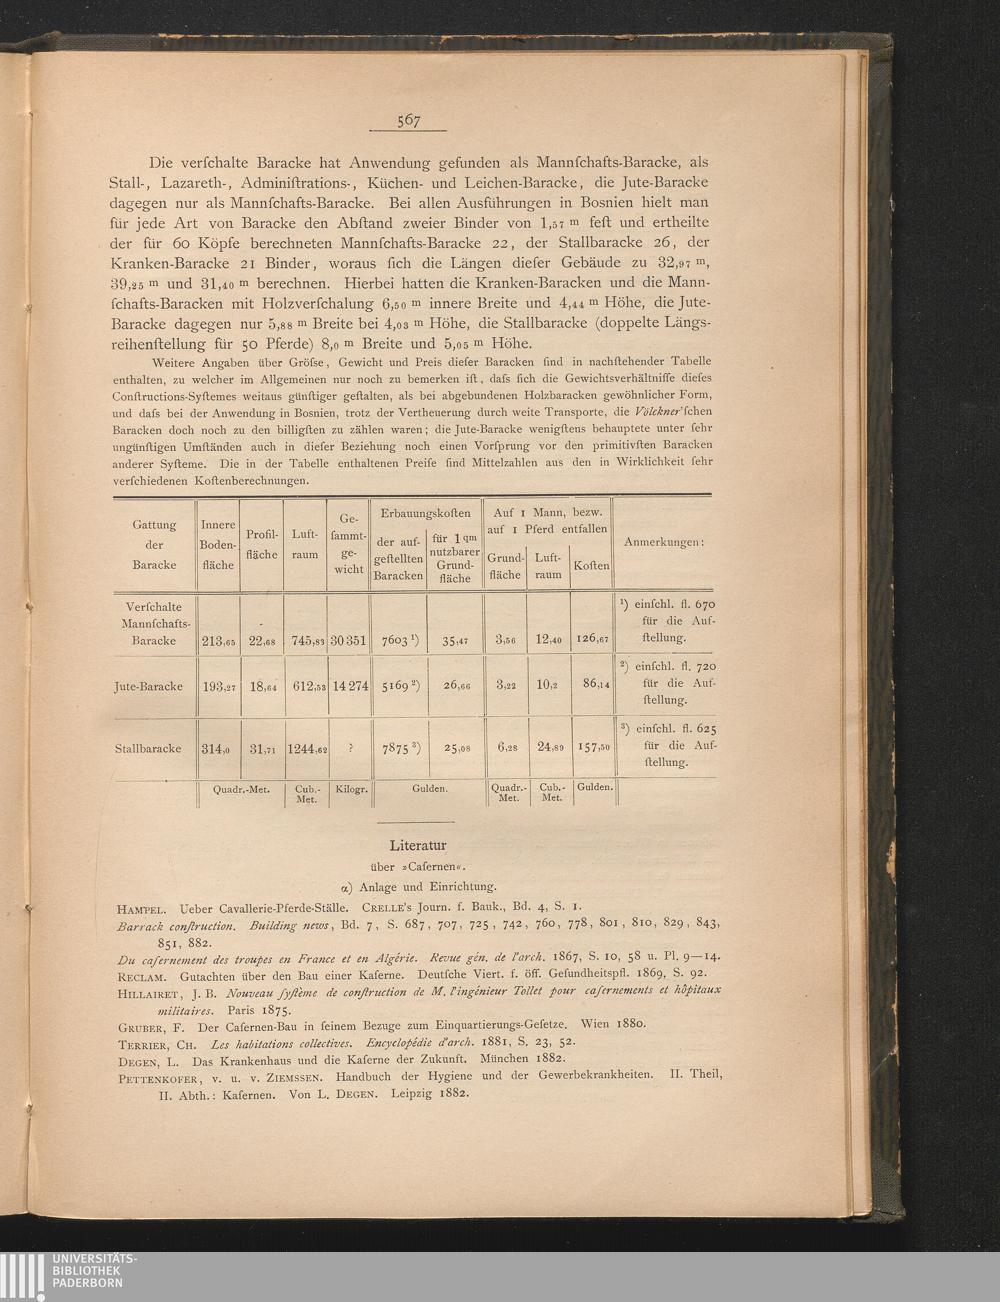 567
Die verſchalte Baracke hat Anwendung gefunden als Mannſchafts-Baracke, als
Stall-, Lazareth-, Adminiſtrations-, Küchen- und Leichen-Baracke, die Jute-Baracke
dagegen nur als Mannſchafts-Baracke. Bei allen Ausführungen in Bosnien hielt man
für jede Art von Baracke den Abſtand zweier Binder von 1,57 m feſt und ertheilte
der für 60 Köpfe berechneten Mannſchafts-Baracke 22, der Stallbaracke 26, der
Kranken-Baracke 21 Binder, woraus ſich die Längen dieſer Gebäude zu 32,97 m,
39,25 m und 31,40 m berechnen. Hierbei hatten die Kranken-Baracken und die Mann-
ſchafts-Baracken mit Holzverſchalung 6,50 m innere Breite und 4,44 m Höhe, die Jute-
Baracke dagegen nur 5,88 m Breite bei 4,03 m Höhe, die Stallbaracke (doppelte Längs-
reihenſtellung für 50 Pferde) 8,0 m Breite und 5,05 m Höhe.
Weitere Angaben über Gröſse, Gewicht und Preis dieſer Baracken ſind in nachſtehender Tabelle
enthalten, zu welcher im Allgemeinen nur noch zu bemerken iſt, daſs ſich die Gewichtsverhältniſſe dieſes
Conſtructions-Syſtemes weitaus günſtiger geſtalten, als bei abgebundenen Holzbaracken gewöhnlicher Form,
und daſs bei der Anwendung in Bosnien, trotz der Vertheuerung durch weite Transporte, die Völckner'ſchen
Baracken doch noch zu den billigſten zu zählen waren; die Jute-Baracke wenigſtens behauptete unter ſehr
ungünſtigen Umſtänden auch in dieſer Beziehung noch einen Vorſprung vor den primitivſten Baracken
anderer Syſteme. Die in der Tabelle enthaltenen Preiſe ſind Mittelzahlen aus den in Wirklichkeit ſehr
verſchiedenen Koſtenberechnungen.
Gattung der Baracke | Innere Boden-fläche | Profil-fläche | Luft-raum | Ge-ſammt-ge-wicht | Erbauungskoſten der auf-geſtellten Baracken | für 1 qm nutzbarer Grund-fläche | Auf 1 Mann, bezw. auf 1 Pferd entfallen Grund-fläche | Luft-raum | Koſten | Anmerkungen:
Verſchalte Mannſchafts-Baracke | 213,65 | 22,68 | 745,83 | 30 351 | 7603 ¹) | 35,47 | 3,56 | 12,40 | 126,67 | ¹) einſchl. fl. 670 für die Auf-ſtellung.
Jute-Baracke | 193,27 | 18,64 | 612,53 | 14 274 | 5169 ²) | 26,66 | 3,22 | 10,2 | 86,14 | ²) einſchl. fl. 720 für die Auf-ſtellung.
Stallbaracke | 314,0 | 31,71 | 1244,62 | ? | 7875 ³) | 25,08 | 6,28 | 24,89 | 157,50 | ³) einſchl. fl. 625 für die Auf-ſtellung.
Quadr.-Met. | Cub.-Met. | Kilogr. | Gulden. | Quadr.-Met. | Cub.-Met. | Gulden.
Literatur
über »Caſernen«.
α) Anlage und Einrichtung.
HAMPEL. Ueber Cavallerie-Pferde-Ställe. CRELLE's Journ. f. Bauk., Bd. 4, S. 1.
Barrack conſtruction. Building news, Bd. 7, S. 687, 707, 725, 742, 760, 778, 801, 810, 829, 843,
851, 882.
Du caſernement des troupes en France et en Algérie. Revue gén. de l'arch. 1867, S. 10, 58 u. Pl. 9—14.
RECLAM. Gutachten über den Bau einer Kaſerne. Deutſche Viert. f. öff. Geſundheitspfl. 1869, S. 92.
HILLAIRET, J. B. Nouveau ſyſtème de conſtruction de M. l'ingénieur Tollet pour caſernements et hôpitaux
militaires. Paris 1875.
GRUBER, F. Der Caſernen-Bau in ſeinem Bezuge zum Einquartierungs-Geſetze. Wien 1880.
TERRIER, CH. Les habitations collectives. Encyclopédie d'arch. 1881, S. 23, 52.
DEGEN, L. Das Krankenhaus und die Kaſerne der Zukunft. München 1882.
PETTENKOFER, v. u. v. ZIEMSSEN. Handbuch der Hygiene und der Gewerbekrankheiten. II. Theil,
II. Abth.: Kaſernen. Von L. DEGEN. Leipzig 1882.
UNIVERSITÄTS-
BIBLIOTHEK
PADERBORN